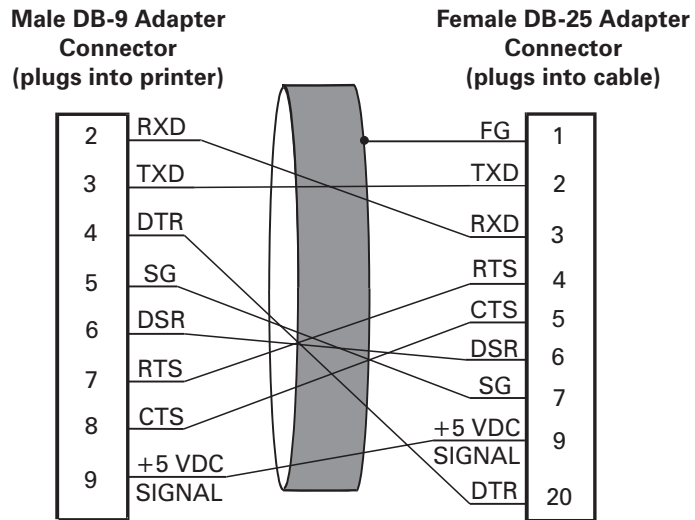 Male DB-9 Adapter
Connector
(plugs into printer)
Female DB-25 Adapter
Connector
(plugs into cable)
2 RXD
3 TXD
4 DTR
5 SG
6 DSR
7 RTS
8 CTS
9 +5 VDC
SIGNAL
FG 1
TXD 2
RXD 3
RTS 4
CTS 5
DSR 6
SG 7
+5 VDC 9
SIGNAL
DTR 20